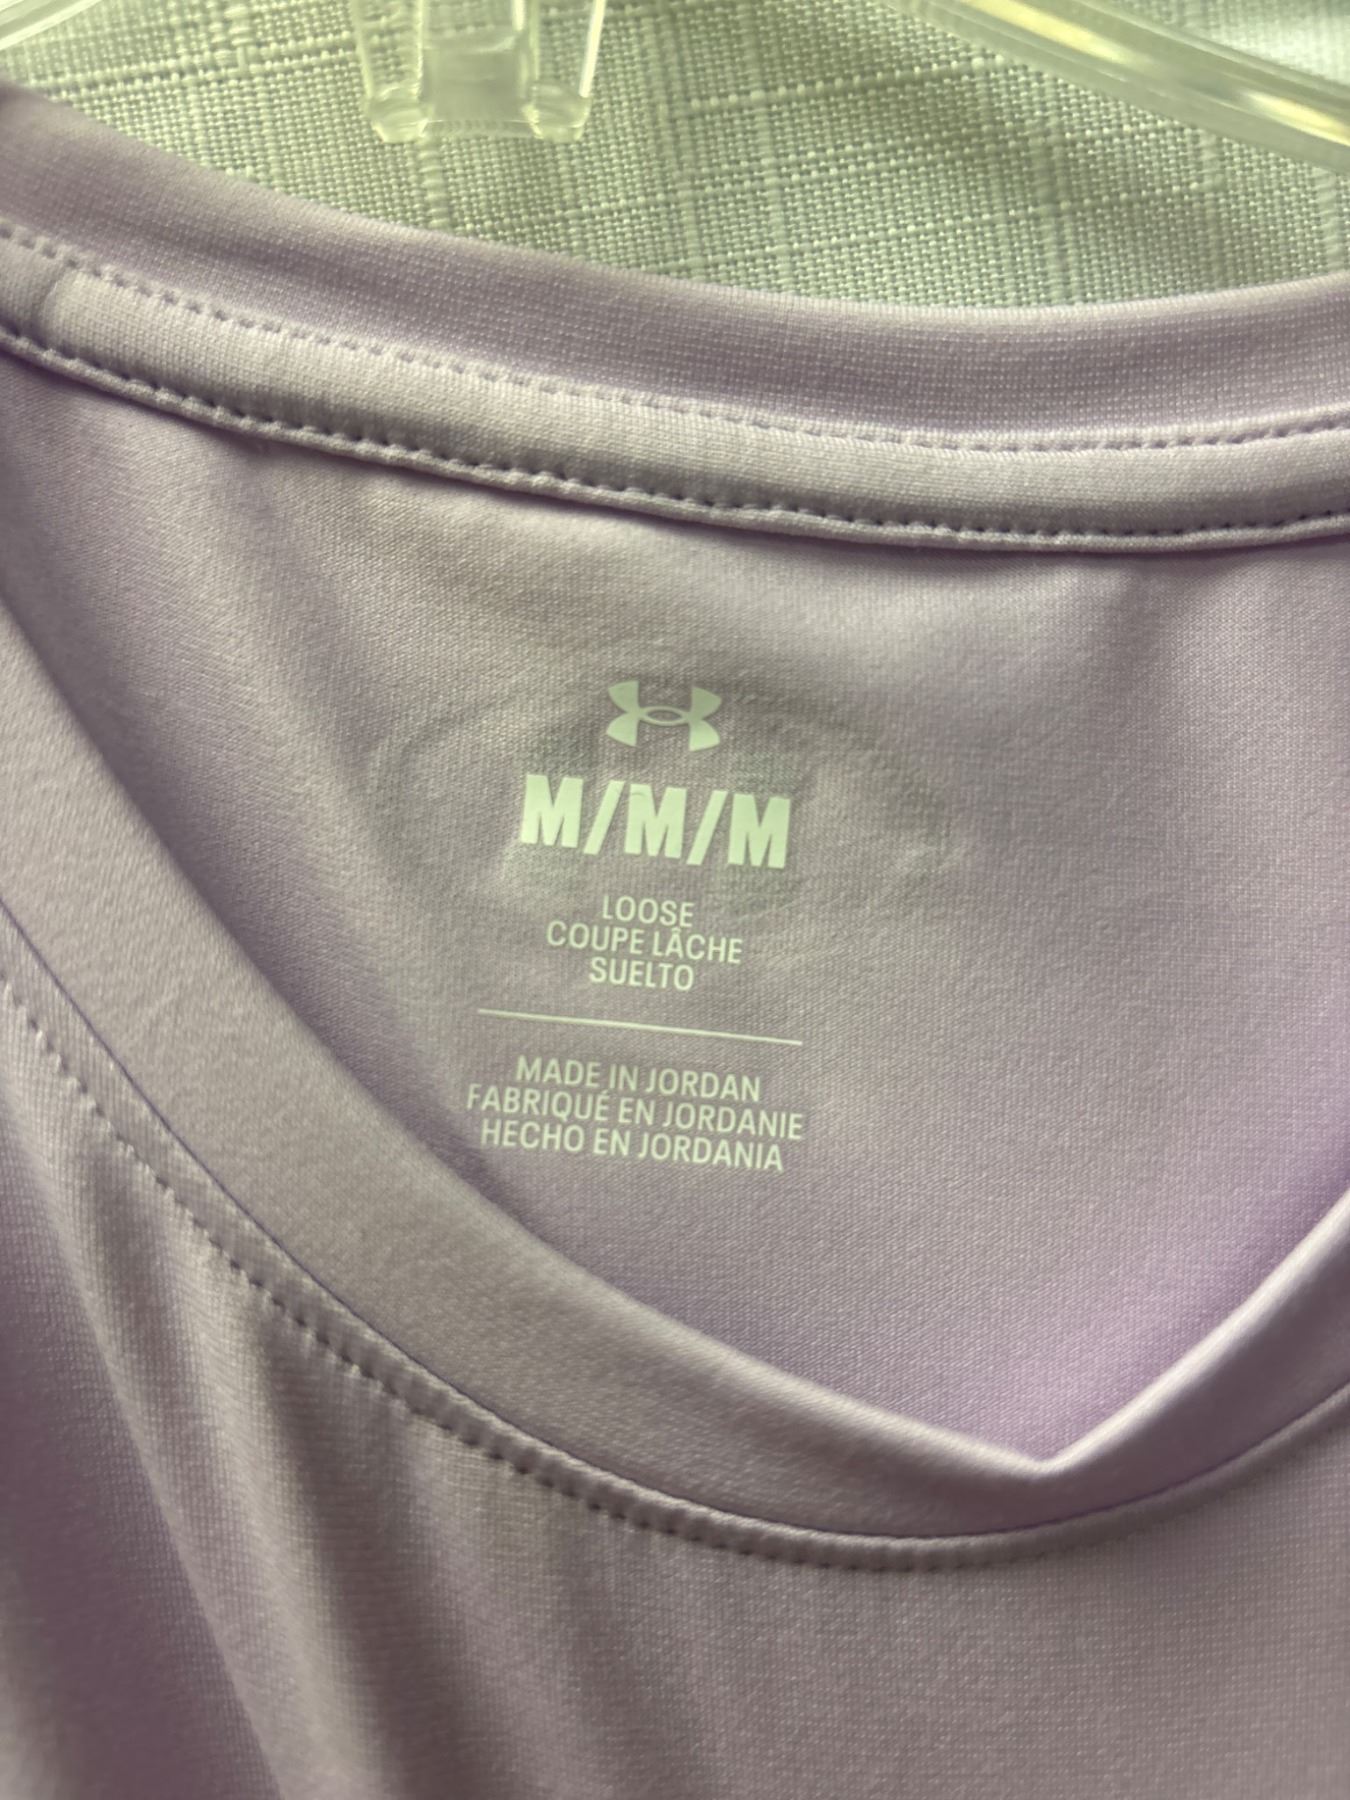 M/M/M
LOOSE
COUPE LÂCHE
SUELTO
MADE IN JORDAN
FABRIQUÉ EN JORDANIE
HECHO EN JORDANIA